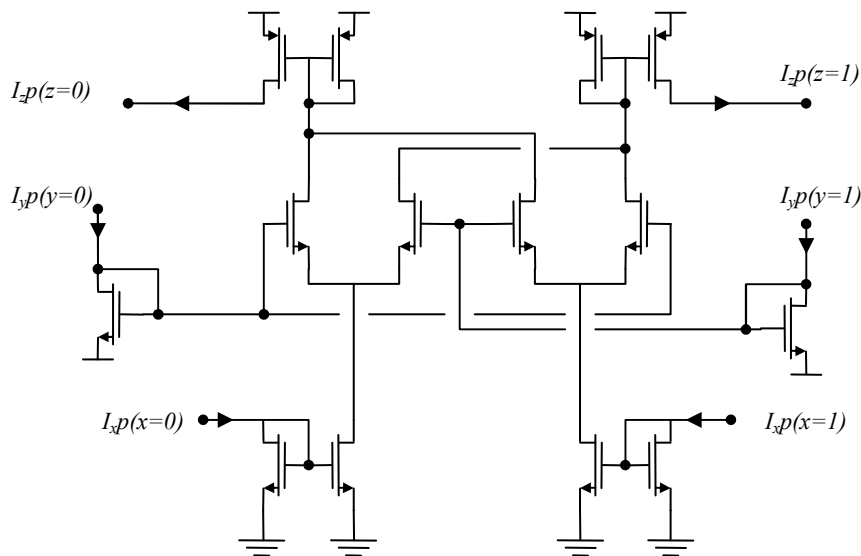 I_zp(z=0)
I_zp(z=1)
I_yp(y=0)
I_yp(y=1)
I_xp(x=0)
I_xp(x=1)